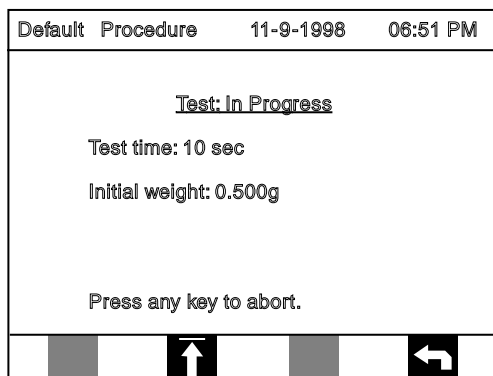 Default Procedure 11-9-1998 06:51 PM
Test: In Progress
Test time: 10 sec
Initial weight: 0.500g
Press any key to abort.